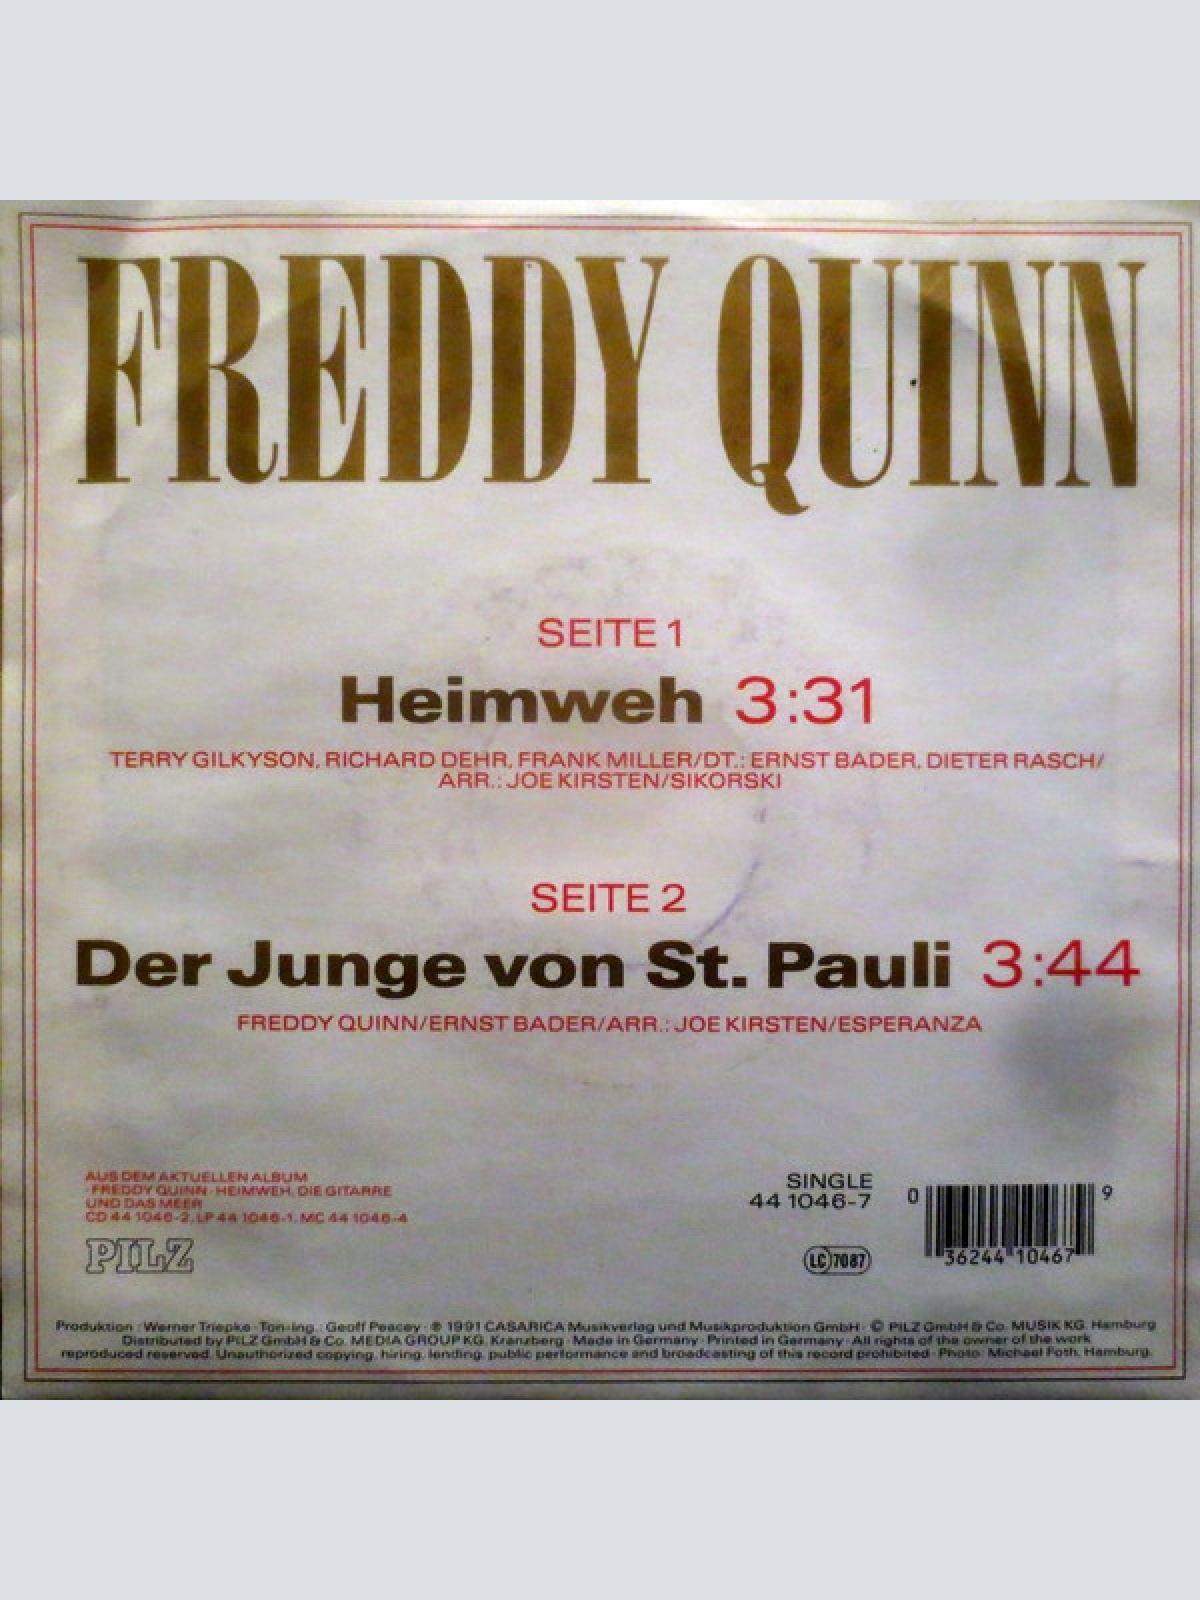 FREDDY QUINN
SEITE 1
Heimweh 3:31
TERRY GILKYSON, RICHARD DEHR, FRANK MILLER/DT.: ERNST BADER, DIETER RASCH/
ARR.: JOE KIRSTEN/SIKORSKI
SEITE 2
Der Junge von St. Pauli 3:44
FREDDY QUINN/ERNST BADER/ARR.: JOE KIRSTEN/ESPERANZA
AUS DEM AKTUELLEN ALBUM
· FREDDY QUINN · HEIMWEH, DIE GITARRE
UND DAS MEER
CD 44 1046-2, LP 44 1046-1, MC 44 1046-4
PILZ
SINGLE
44 1046-7
LC 7087
0 36244 10467 9
Produktion: Werner Triepke · Ton-Ing.: Geoff Peacey · ℗ 1991 CASARICA Musikverlag und Musikproduktion GmbH · © PILZ GmbH & Co. MUSIK KG. Hamburg
Distributed by PILZ GmbH & Co. MEDIA GROUP KG. Kranzberg · Made in Germany · Printed in Germany · All rights of the owner of the work
reproduced reserved. Unauthorized copying, hiring, lending, public performance and broadcasting of this record prohibited · Photo: Michael Foth, Hamburg.